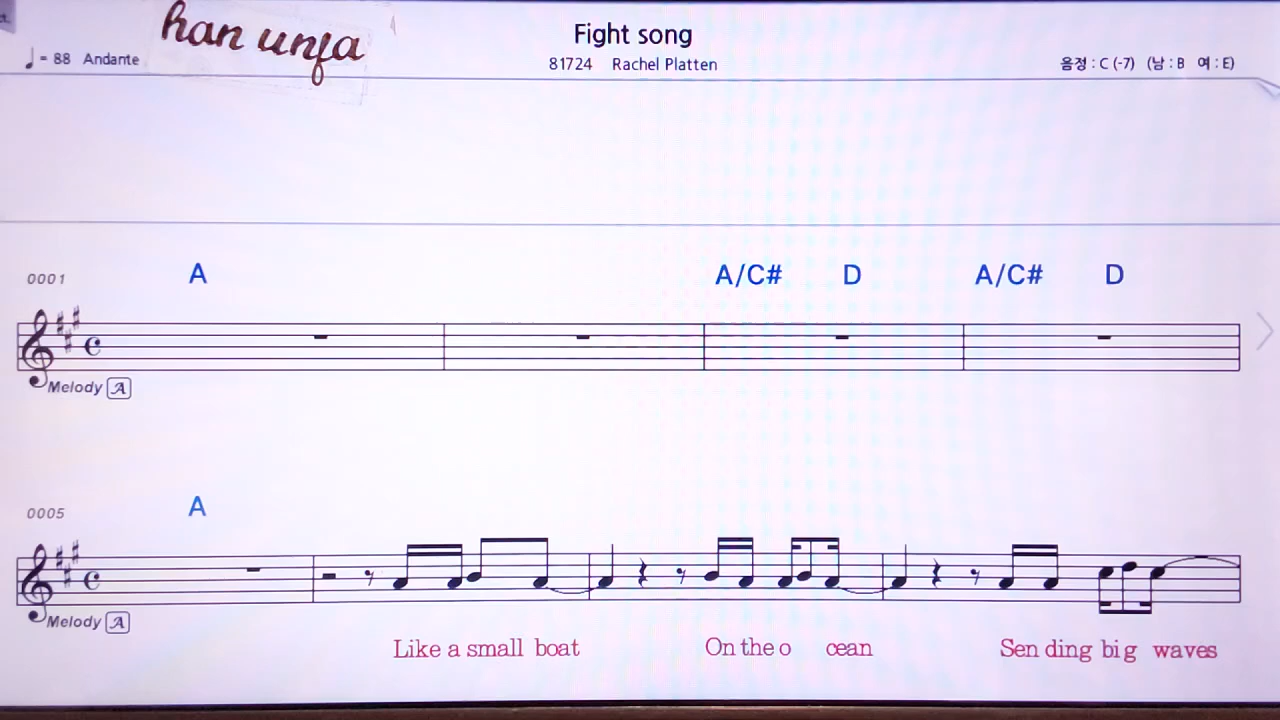 han unfa
Fight song
= 88 Andante
81724 Rachel Platten
음정 : C (-7) (남 : B 여 : E)
0001
A A/C# D A/C# D
Melody A
0005
A
Melody A
Like a small boat On the o cean Sen ding big waves